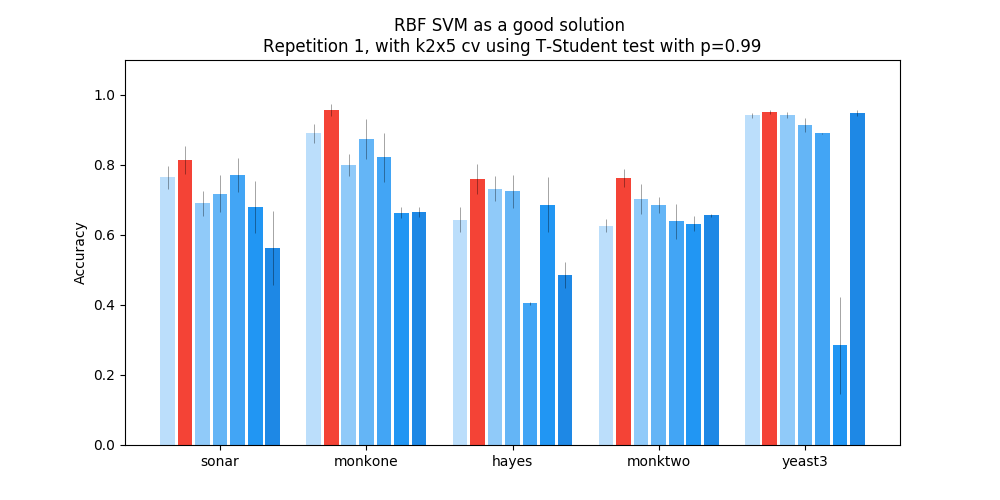 RBF SVM as a good solution
Repetition 1, with k2x5 cv using T-Student test with p=0.99
Accuracy
1.0
0.8
0.6
0.4
0.2
0.0
sonar monkone hayes monktwo yeast3